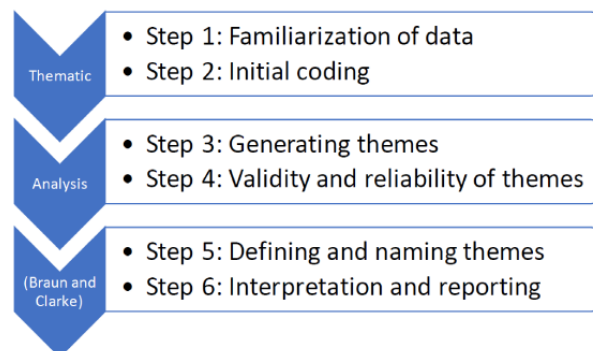 Thematic
• Step 1: Familiarization of data
• Step 2: Initial coding
Analysis
• Step 3: Generating themes
• Step 4: Validity and reliability of themes
(Braun and
Clarke)
• Step 5: Defining and naming themes
• Step 6: Interpretation and reporting